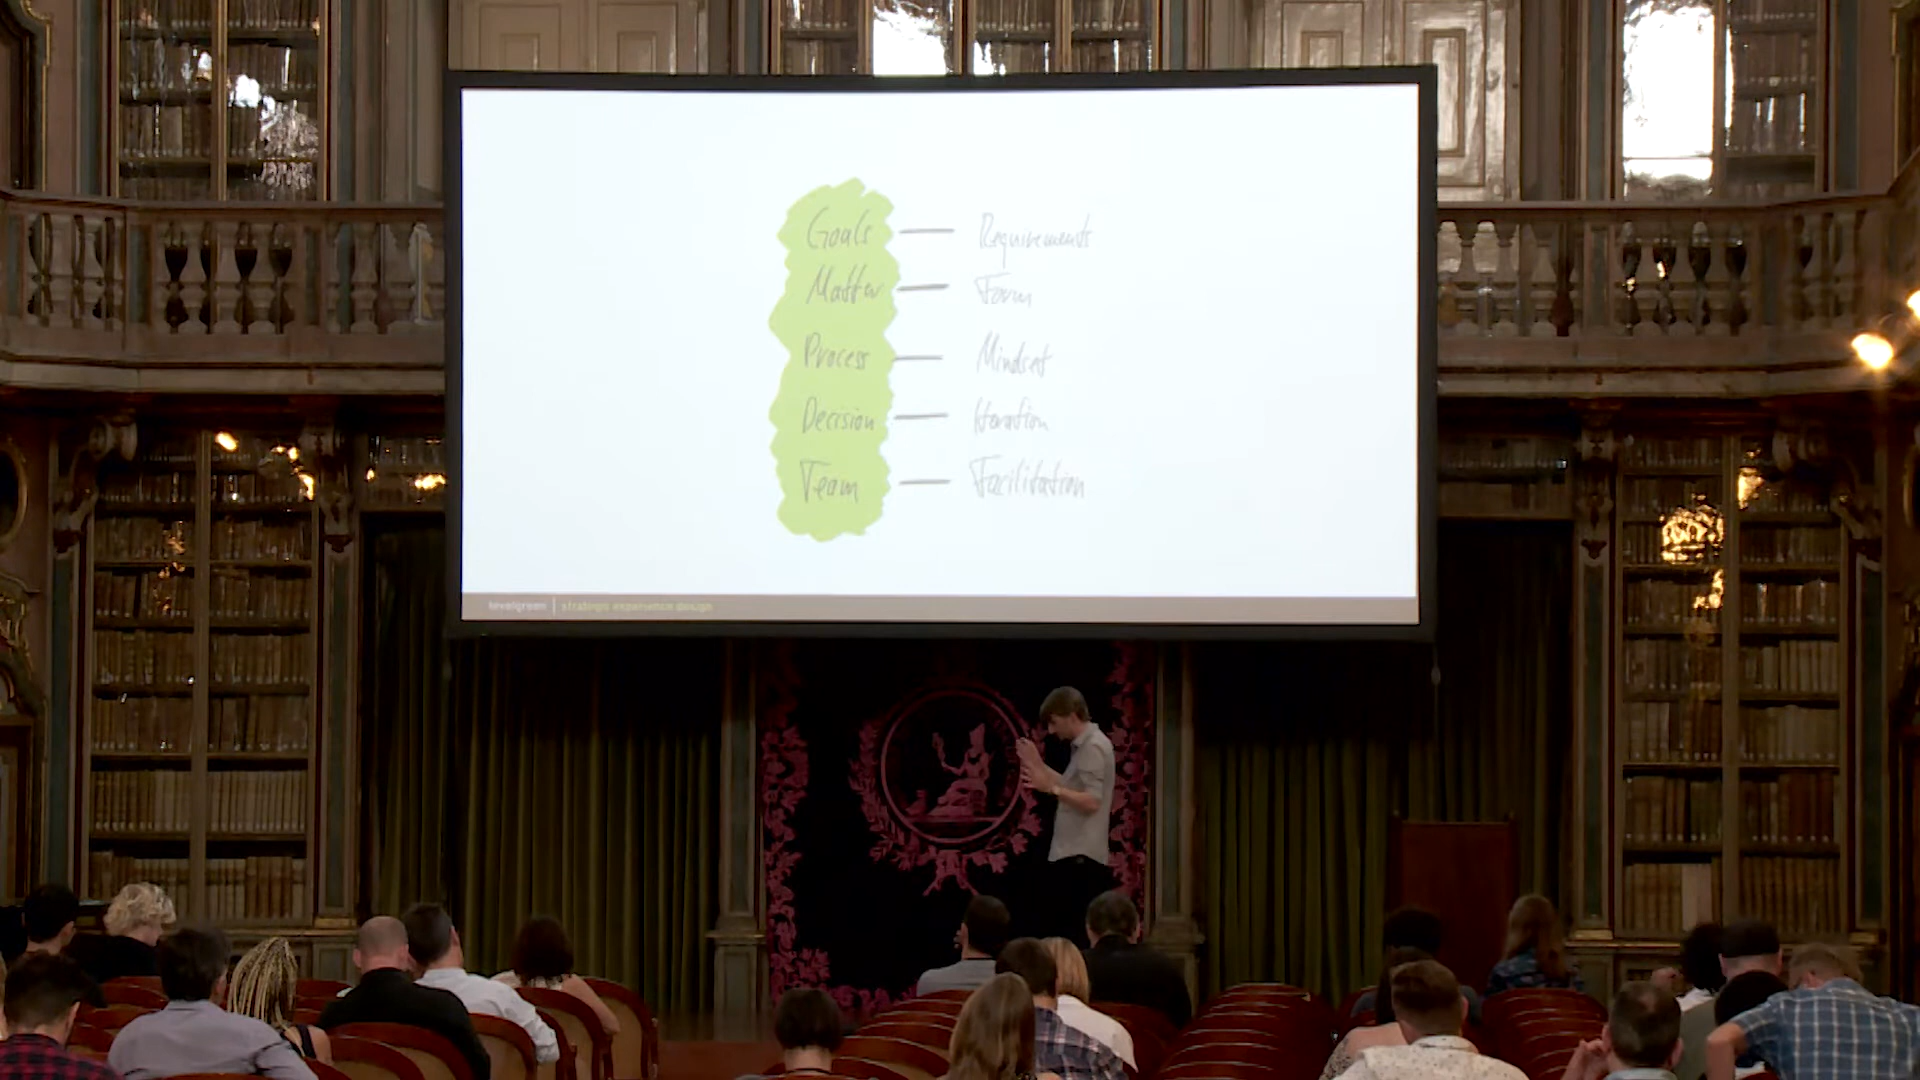 Goals — Requirements
Matter — Form
Process — Mindset
Decision — Iteration
Team — Facilitation
levelgreen | strategic experience design